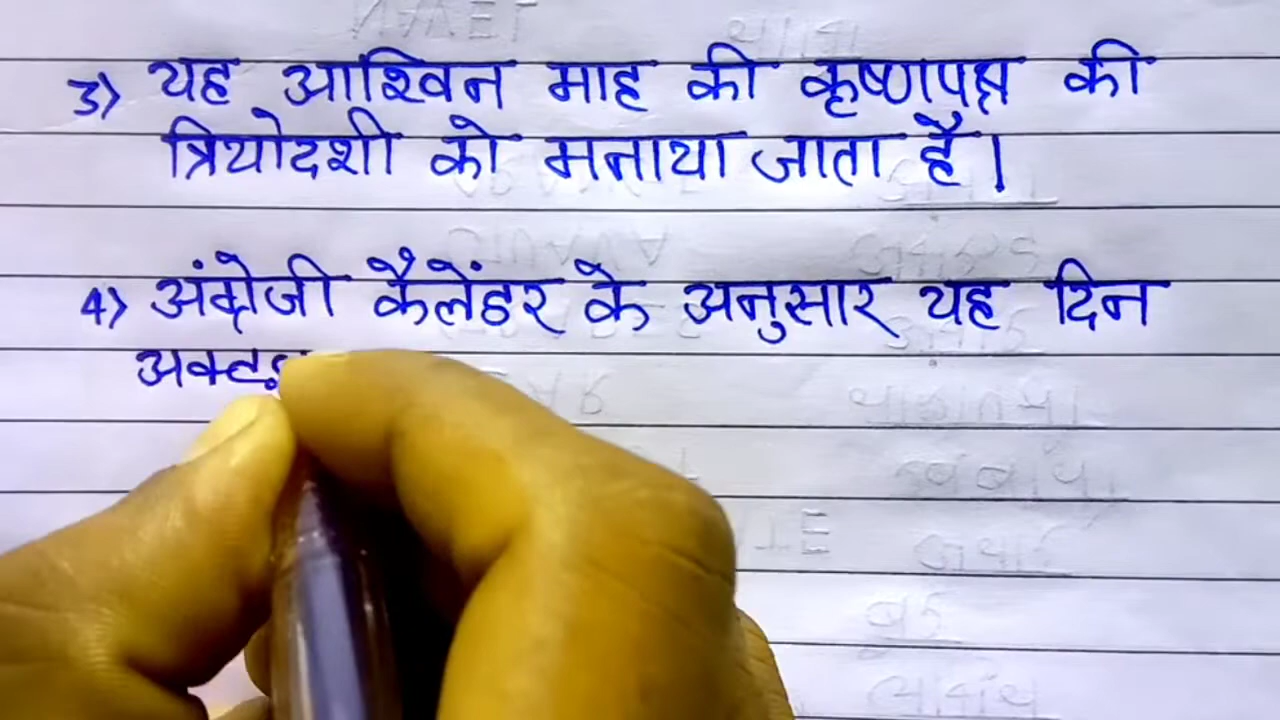 3) यह आश्विन माह की कृष्णपक्ष की
त्रियोदशी को मनाया जाता है।
4) अंग्रेजी कैलेंडर के अनुसार यह दिन